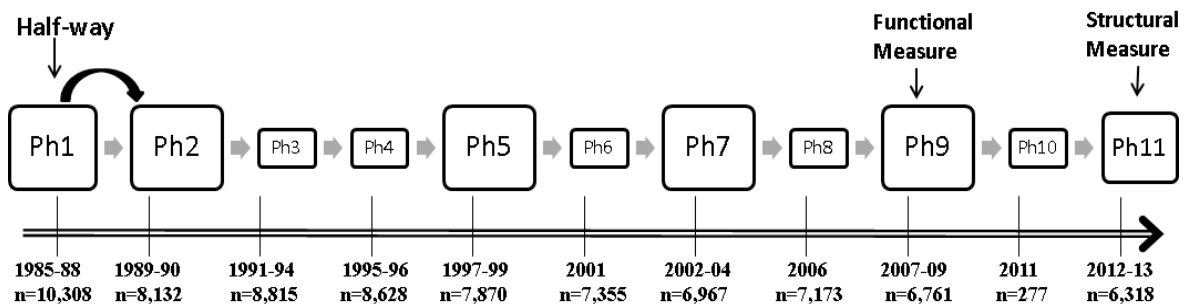 Half-way
Functional
Measure
Structural
Measure
Ph1
Ph2
Ph3
Ph4
Ph5
Ph6
Ph7
Ph8
Ph9
Ph10
Ph11
1985-88
n=10,308
1989-90
n=8,132
1991-94
n=8,815
1995-96
n=8,628
1997-99
n=7,870
2001
n=7,355
2002-04
n=6,967
2006
n=7,173
2007-09
n=6,761
2011
n=277
2012-13
n=6,318